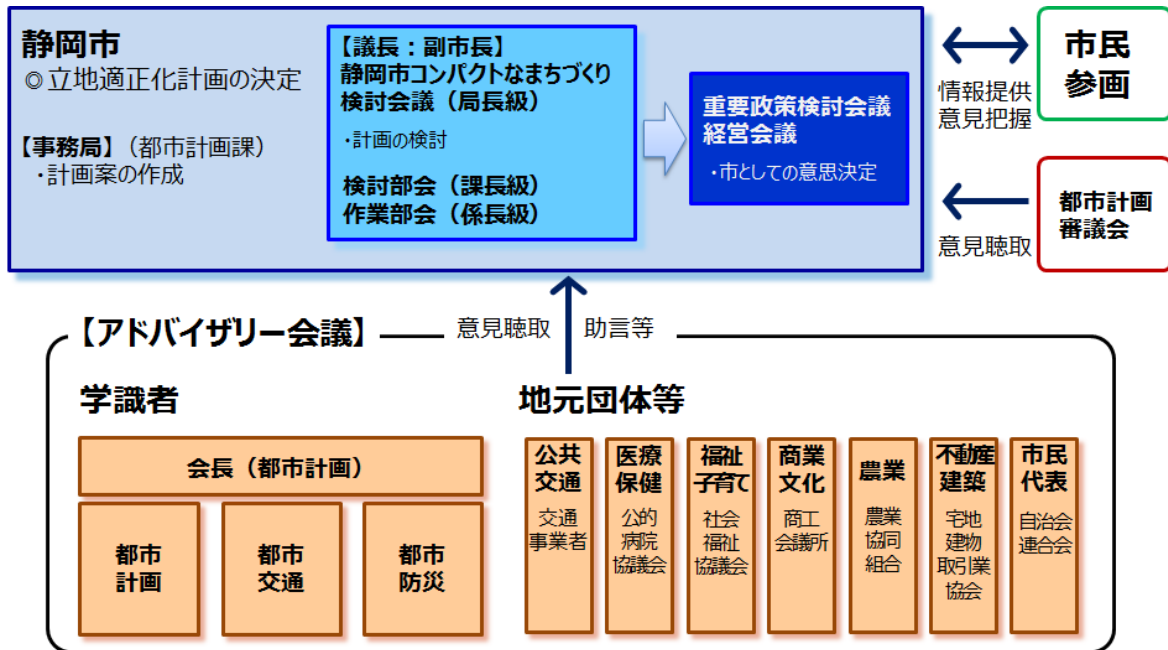 静岡市
◎立地適正化計画の決定
【事務局】（都市計画課）
・計画案の作成
【議長：副市長】
静岡市コンパクトなまちづくり
検討会議（局長級）
・計画の検討
検討部会（課長級）
作業部会（係長級）
重要政策検討会議
経営会議
・市としての意思決定
情報提供
意見把握
市民
参画
意見聴取
都市計画
審議会
【アドバイザリー会議】
意見聴取
助言等
学識者
会長（都市計画）
都市
計画
都市
交通
都市
防災
地元団体等
公共
交通
交通
事業者
医療
保健
公的
病院
協議会
福祉
子育て
社会
福祉
協議会
商業
文化
商工
会議所
農業
農業
協同
組合
不動産
建築
宅地
建物
取引業
協会
市民
代表
自治会
連合会